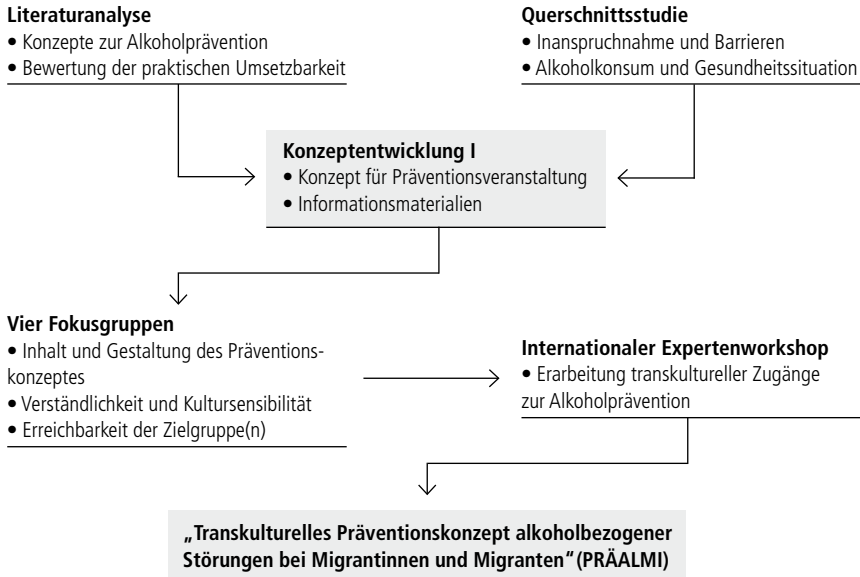 Literaturanalyse
• Konzepte zur Alkoholprävention
• Bewertung der praktischen Umsetzbarkeit
Querschnittsstudie
• Inanspruchnahme und Barrieren
• Alkoholkonsum und Gesundheitssituation
Konzeptentwicklung I
• Konzept für Präventionsveranstaltung
• Informationsmaterialien
Vier Fokusgruppen
• Inhalt und Gestaltung des Präventions-
konzeptes
• Verständlichkeit und Kultursensibilität
• Erreichbarkeit der Zielgruppe(n)
Internationaler Expertenworkshop
• Erarbeitung transkultureller Zugänge
zur Alkoholprävention
„Transkulturelles Präventionskonzept alkoholbezogener
Störungen bei Migrantinnen und Migranten“ (PRÄALMI)